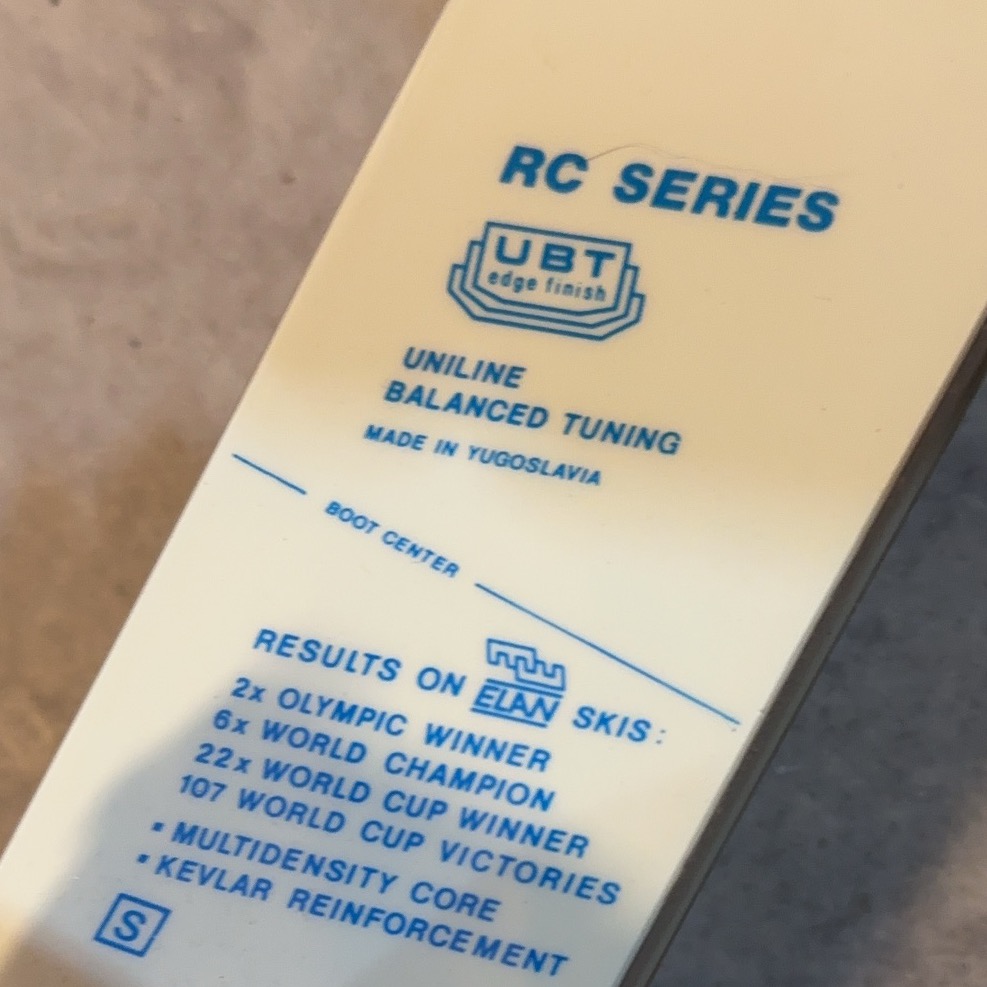 RC SERIES
UBT
edge finish
UNILINE
BALANCED TUNING
MADE IN YUGOSLAVIA
BOOT CENTER
RESULTS ON ELAN SKIS:
2x OLYMPIC WINNER
6x WORLD CHAMPION
22x WORLD CUP WINNER
107 WORLD CUP VICTORIES
▪ MULTIDENSITY CORE
▪ KEVLAR REINFORCEMENT
S